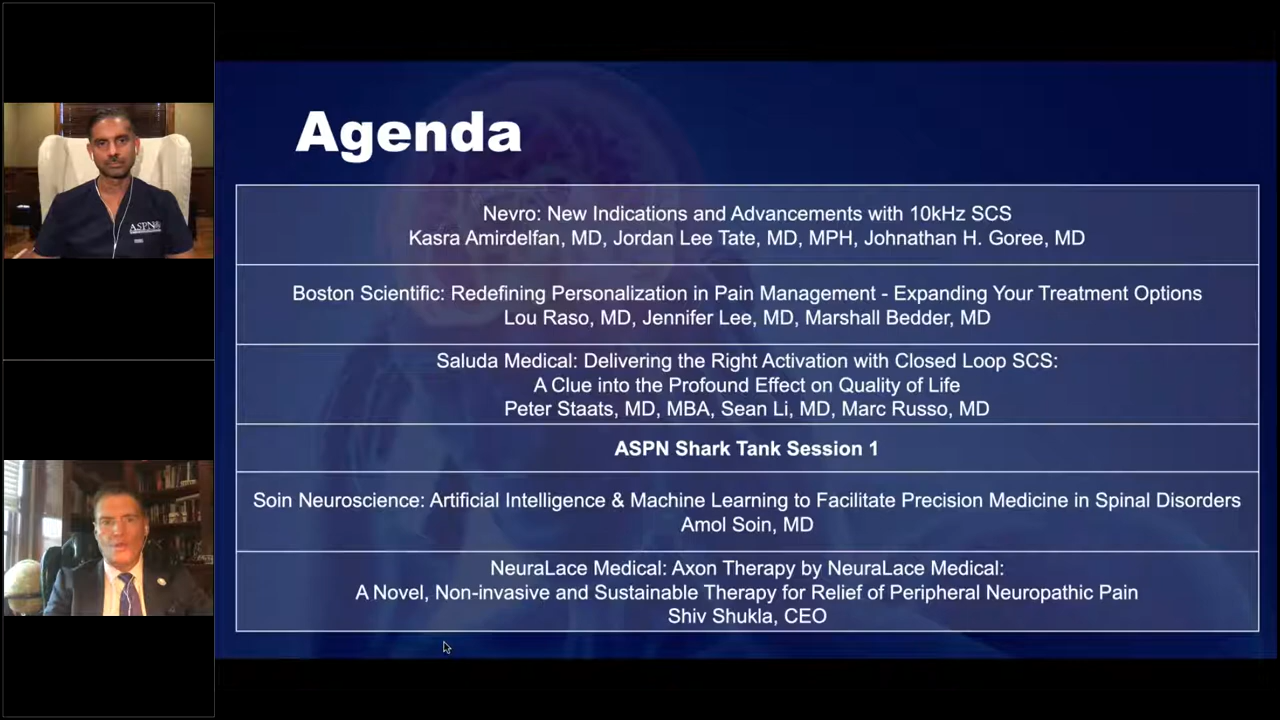 Agenda
Nevro: New Indications and Advancements with 10kHz SCS
Kasra Amirdelfan, MD, Jordan Lee Tate, MD, MPH, Johnathan H. Goree, MD
Boston Scientific: Redefining Personalization in Pain Management - Expanding Your Treatment Options
Lou Raso, MD, Jennifer Lee, MD, Marshall Bedder, MD
Saluda Medical: Delivering the Right Activation with Closed Loop SCS:
A Clue into the Profound Effect on Quality of Life
Peter Staats, MD, MBA, Sean Li, MD, Marc Russo, MD
ASPN Shark Tank Session 1
Soin Neuroscience: Artificial Intelligence & Machine Learning to Facilitate Precision Medicine in Spinal Disorders
Amol Soin, MD
NeuraLace Medical: Axon Therapy by NeuraLace Medical:
A Novel, Non-invasive and Sustainable Therapy for Relief of Peripheral Neuropathic Pain
Shiv Shukla, CEO
ASPN